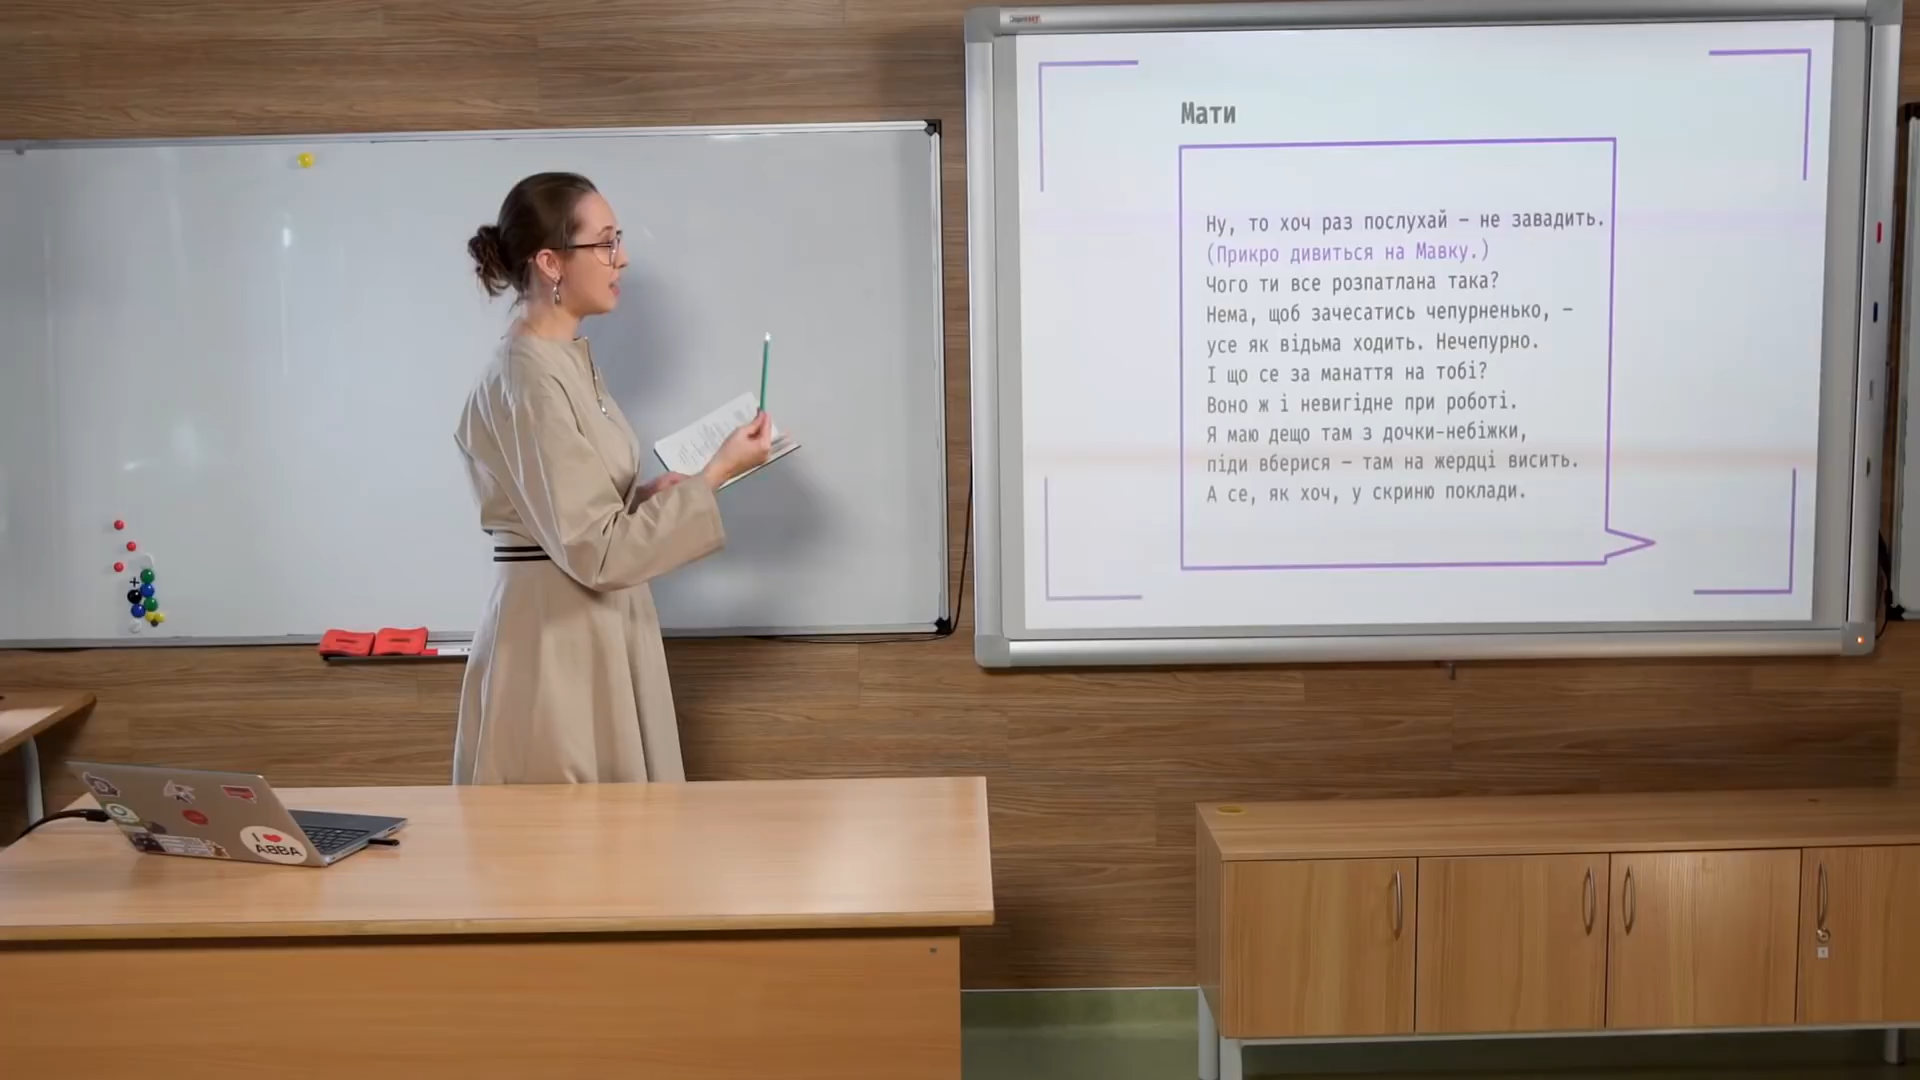 Мати
Ну, то хоч раз послухай – не завадить.
(Прикро дивиться на Мавку.)
Чого ти все розпатлана така?
Нема, щоб зачесатись чепурненько, –
усе як відьма ходить. Нечепурно.
І що се за манаття на тобі?
Воно ж і невигідне при роботі.
Я маю дещо там з дочки-небіжки,
піди вберися – там на жердці висить.
А се, як хоч, у скриню поклади.
I ❤ ABBA